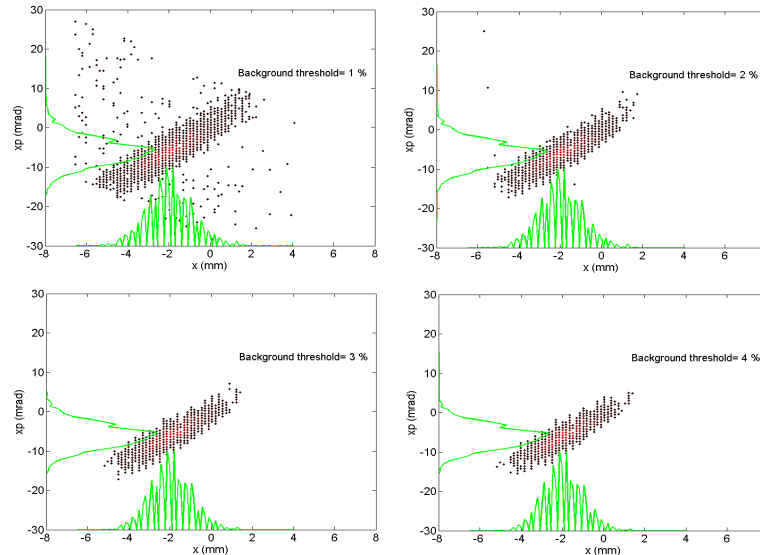 30
20
10
0
-10
-20
-30
xp (mrad)
Background threshold= 1 %
-8 -6 -4 -2 0 2 4 6 8
x (mm)
30
20
10
0
-10
-20
-30
xp (mrad)
Background threshold= 2 %
-8 -6 -4 -2 0 2 4 6
x (mm)
30
20
10
0
-10
-20
-30
xp (mrad)
Background threshold= 3 %
-8 -6 -4 -2 0 2 4 6 8
x (mm)
30
20
10
0
-10
-20
-30
xp (mrad)
Background threshold= 4 %
-8 -6 -4 -2 0 2 4 6
x (mm)